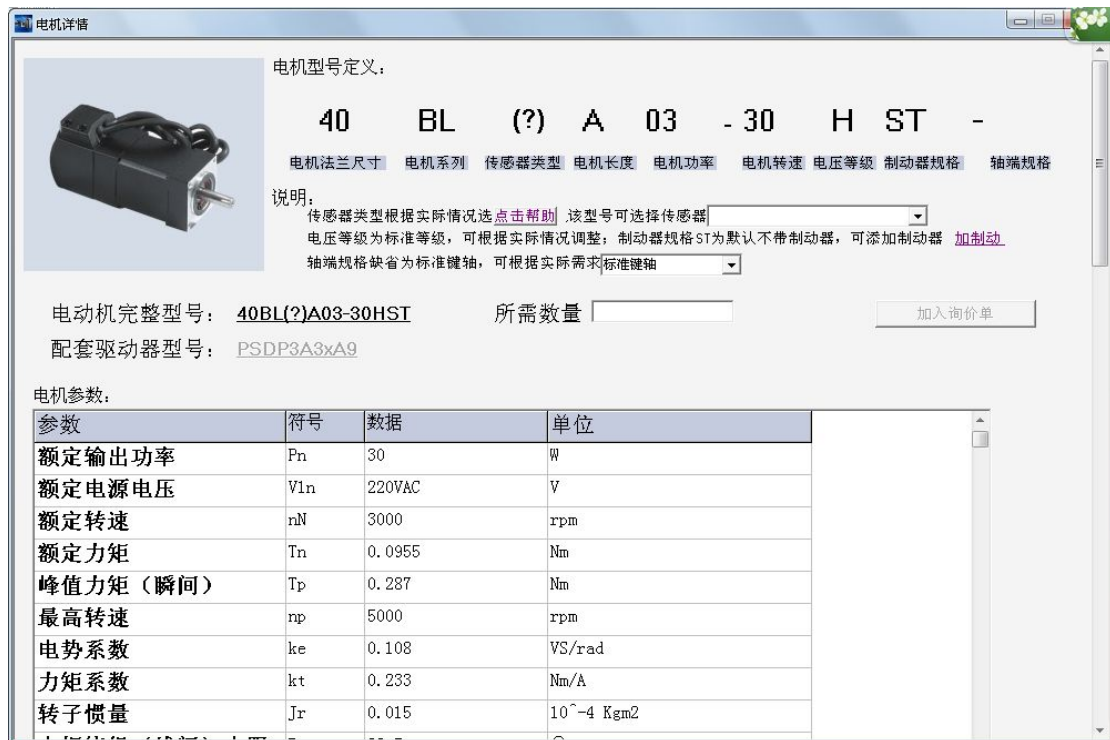 电机详情
电机型号定义:
40 BL (?) A 03 - 30 H ST -
电机法兰尺寸 电机系列 传感器类型 电机长度 电机功率 电机转速 电压等级 制动器规格 轴端规格
说明:
传感器类型根据实际情况选点击帮助 .该型号可选择传感器
电压等级为标准等级，可根据实际情况调整；制动器规格ST为默认不带制动器，可添加制动器 加制动
轴端规格缺省为标准键轴，可根据实际需求标准键轴
电动机完整型号: 40BL(?)A03-30HST 所需数量 加入询价单
配套驱动器型号: PSDP3A3xA9
电机参数:
参数 符号 数据 单位
额定输出功率 Pn 30 W
额定电源电压 V1n 220VAC V
额定转速 nN 3000 rpm
额定力矩 Tn 0.0955 Nm
峰值力矩（瞬间） Tp 0.287 Nm
最高转速 np 5000 rpm
电势系数 ke 0.108 VS/rad
力矩系数 kt 0.233 Nm/A
转子惯量 Jr 0.015 10^-4 Kgm2